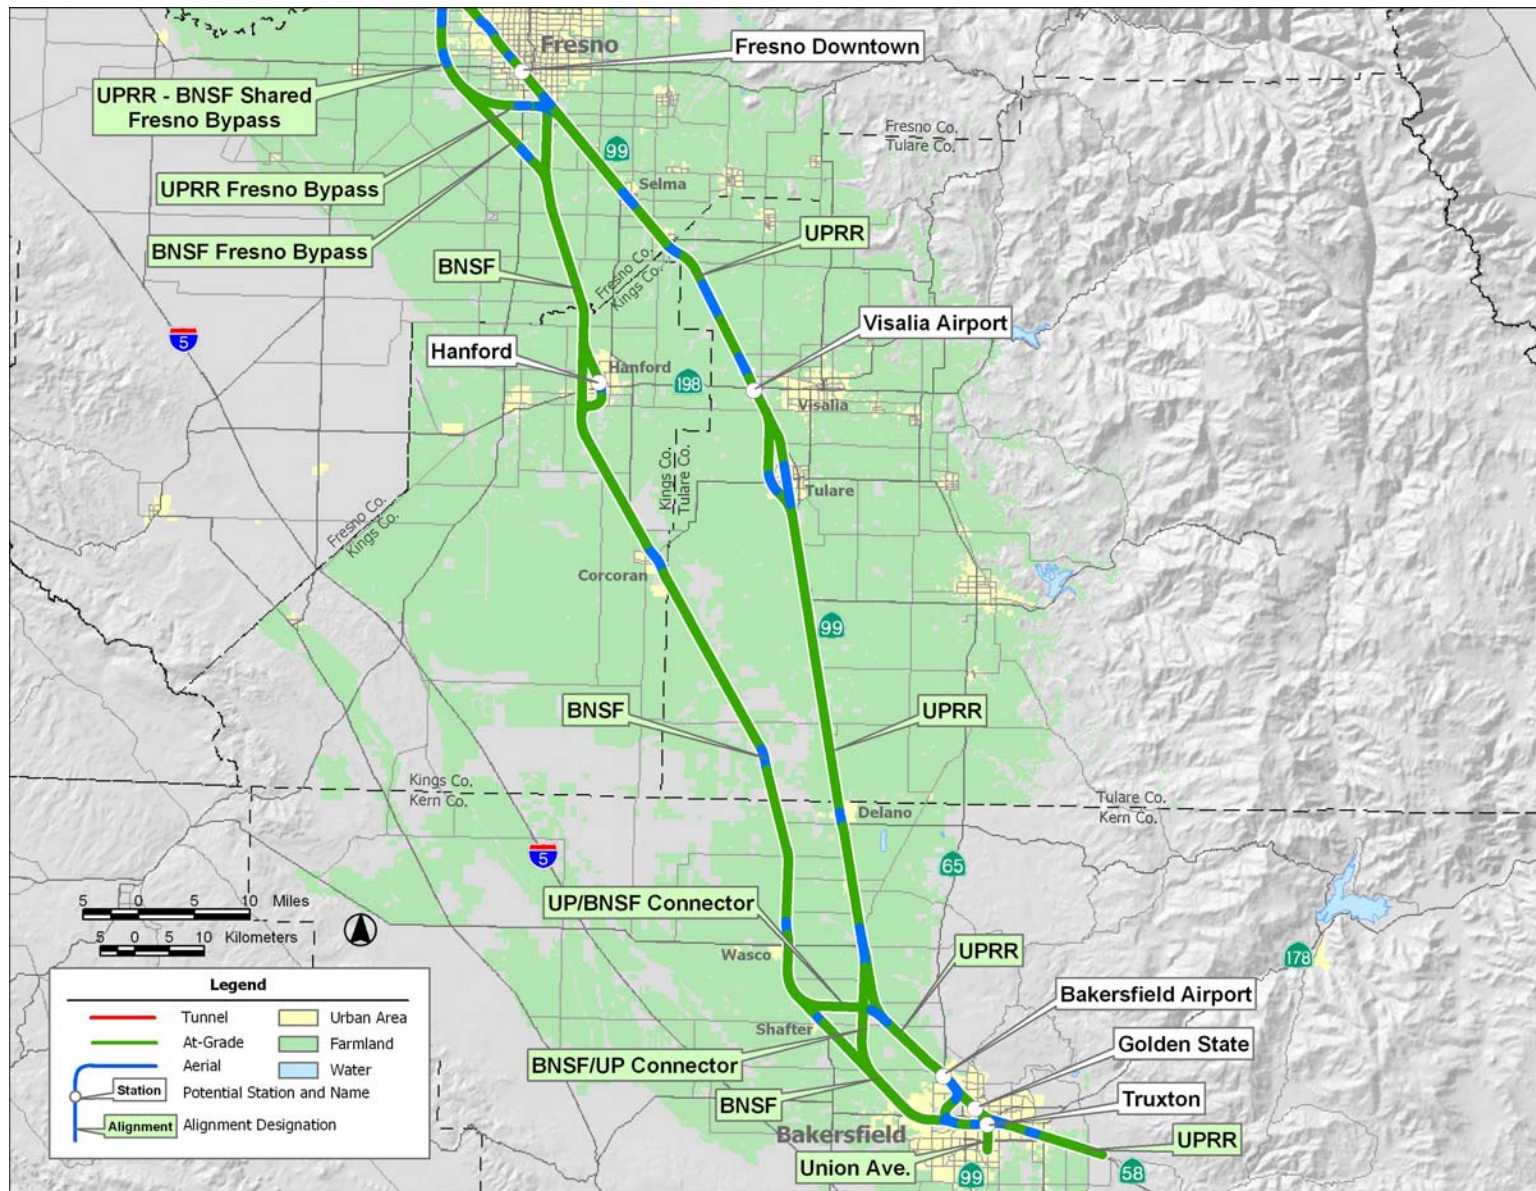 Fresno
Fresno Downtown
UPRR - BNSF Shared
Fresno Bypass
99
Fresno Co.
Tulare Co.
UPRR Fresno Bypass
Selma
BNSF Fresno Bypass
UPRR
BNSF
Fresno Co.
Kings Co.
5
Visalia Airport
Hanford
Hanford
198
Visalia
Kings Co.
Tulare Co.
Tulare
Fresno Co.
Kings Co.
Corcoran
99
BNSF
UPRR
Kings Co.
Kern Co.
Tulare Co.
Kern Co.
Delano
5
65
UP/BNSF Connector
5 0 5 10 Miles
5 0 5 10 Kilometers
Wasco
UPRR
178
Bakersfield Airport
Shafter
Golden State
BNSF/UP Connector
BNSF
Truxton
Bakersfield
UPRR
Union Ave.
99
58
Legend
Tunnel
Urban Area
At-Grade
Farmland
Aerial
Water
Station
Potential Station and Name
Alignment
Alignment Designation